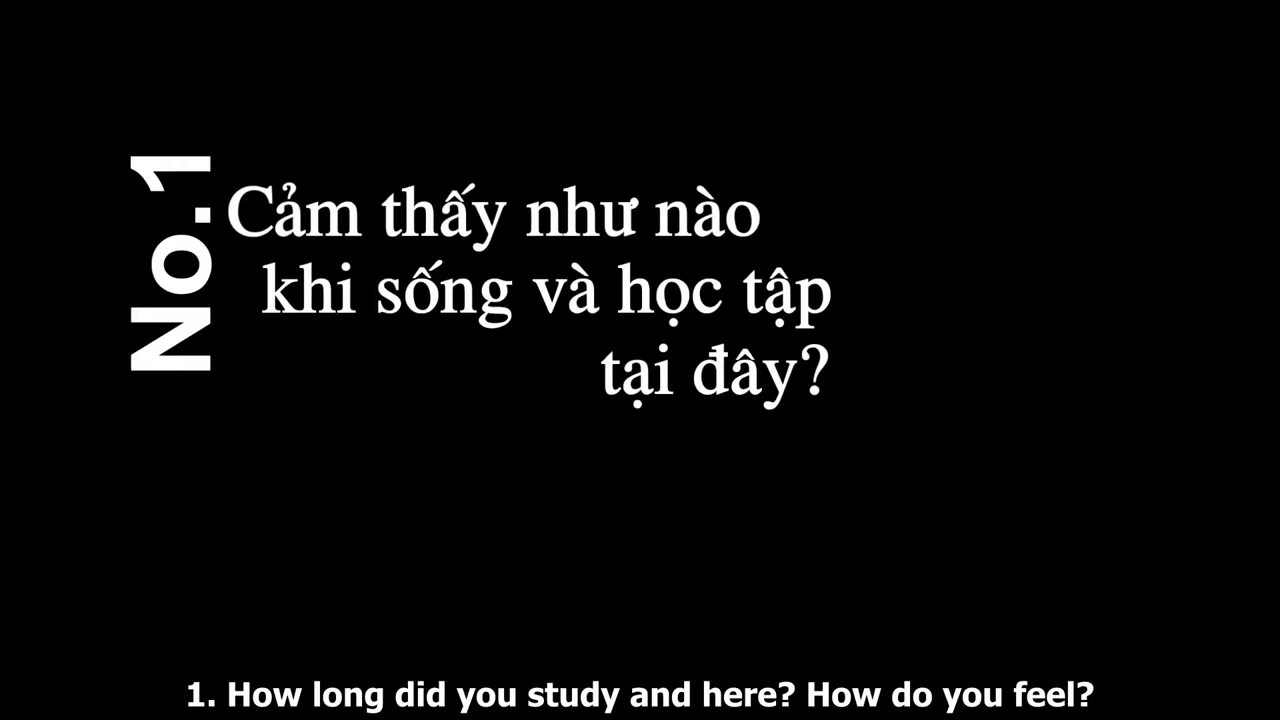 No.1
Cảm thấy như nào
khi sống và học tập
tại đây?
1. How long did you study and here? How do you feel?